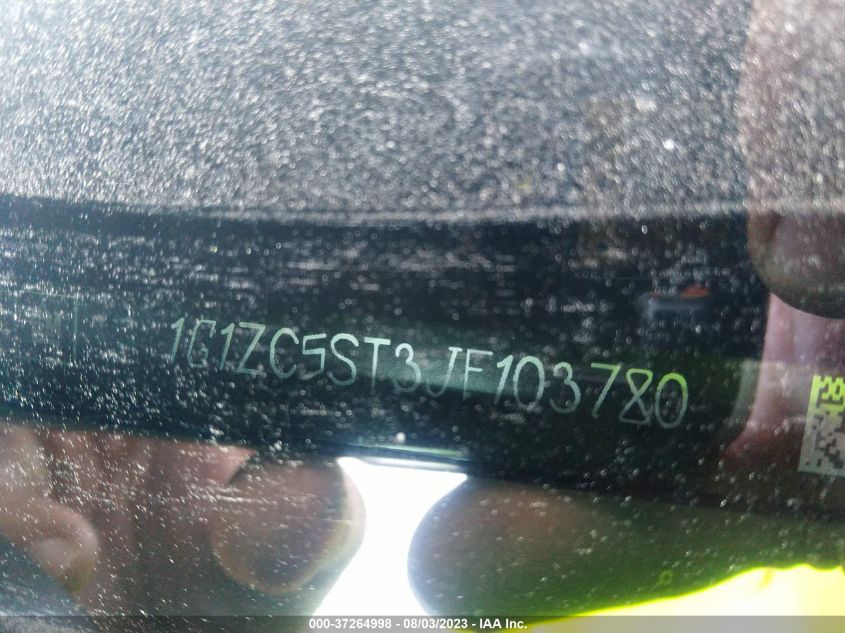 1G1ZC5ST3JF103780
000-37264998 - 08/03/2023 - IAA Inc.